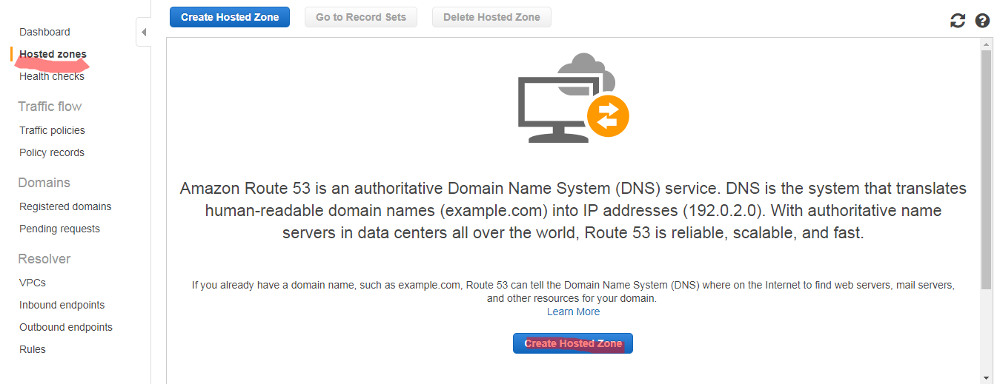 Create Hosted Zone
Go to Record Sets
Delete Hosted Zone
Dashboard
Hosted zones
Health checks
Traffic flow
Traffic policies
Policy records
Domains
Registered domains
Pending requests
Resolver
VPCs
Inbound endpoints
Outbound endpoints
Rules
Amazon Route 53 is an authoritative Domain Name System (DNS) service. DNS is the system that translates
human-readable domain names (example.com) into IP addresses (192.0.2.0). With authoritative name
servers in data centers all over the world, Route 53 is reliable, scalable, and fast.
If you already have a domain name, such as example.com, Route 53 can tell the Domain Name System (DNS) where on the Internet to find web servers, mail servers,
and other resources for your domain.
Learn More
Create Hosted Zone